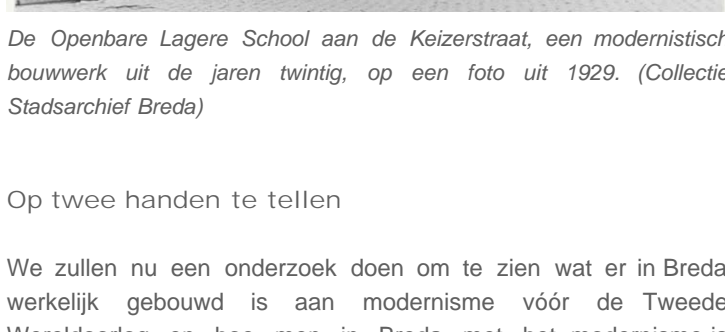 De Openbare Lagere School aan de Keizerstraat, een modernistisch
bouwwerk uit de jaren twintig, op een foto uit 1929. (Collectie
Stadsarchief Breda)
Op twee handen te tellen
We zullen nu een onderzoek doen om te zien wat er in Breda
werkelijk gebouwd is aan modernisme vóór de Tweede
Wereldoorlog en hoe men in Breda met het modernisme is